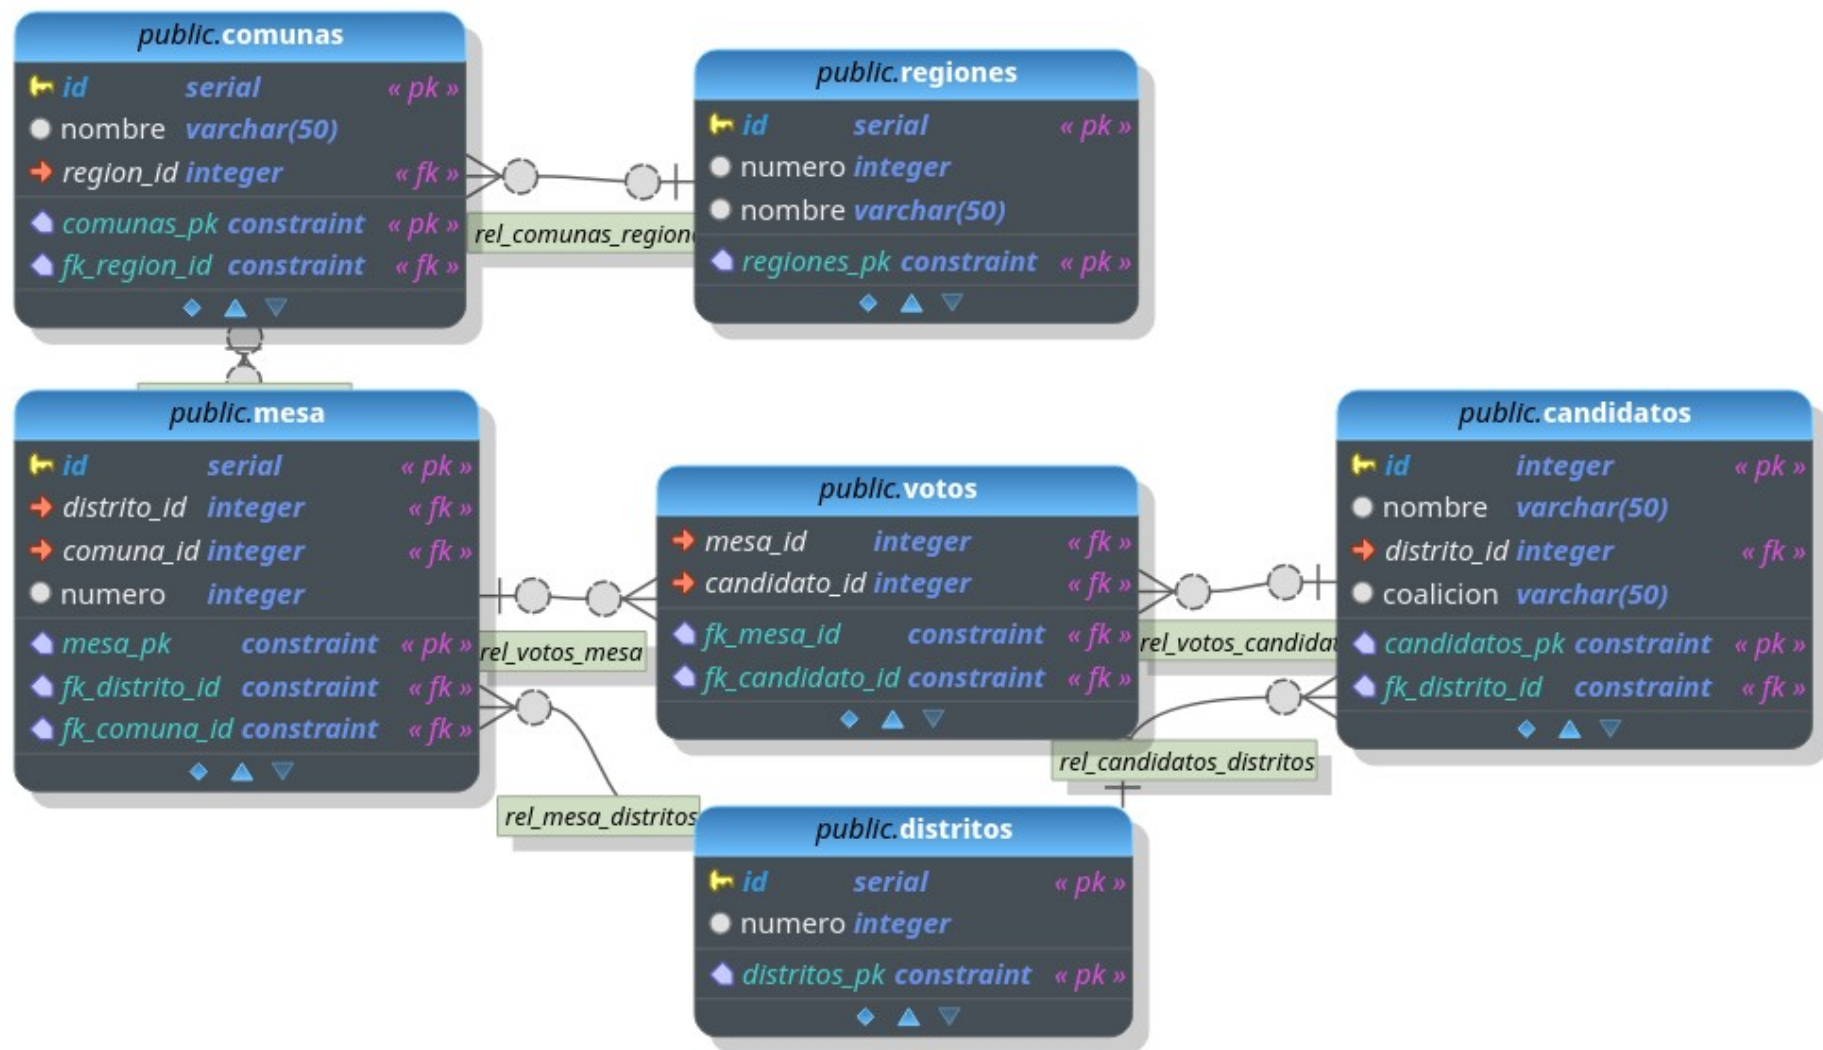 public.comunas
id serial « pk »
nombre varchar(50)
region_id integer « fk »
comunas_pk constraint « pk »
fk_region_id constraint « fk »
public.regiones
id serial « pk »
numero integer
nombre varchar(50)
regiones_pk constraint « pk »
rel_comunas_region
public.mesa
id serial « pk »
distrito_id integer « fk »
comuna_id integer « fk »
numero integer
mesa_pk constraint « pk »
fk_distrito_id constraint « fk »
fk_comuna_id constraint « fk »
rel_votos_mesa
public.votos
mesa_id integer « fk »
candidato_id integer « fk »
fk_mesa_id constraint « fk »
fk_candidato_id constraint « fk »
rel_votos_candidat
public.candidatos
id integer « pk »
nombre varchar(50)
distrito_id integer « fk »
coalicion varchar(50)
candidatos_pk constraint « pk »
fk_distrito_id constraint « fk »
rel_candidatos_distritos
rel_mesa_distritos
public.distritos
id serial « pk »
numero integer
distritos_pk constraint « pk »